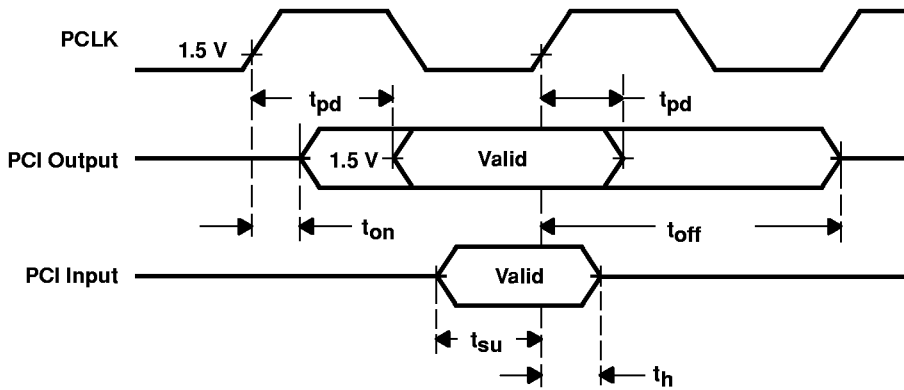 PCLK
1.5 V
tpd
tpd
PCI Output
1.5 V
Valid
ton
toff
PCI Input
Valid
tsu
th